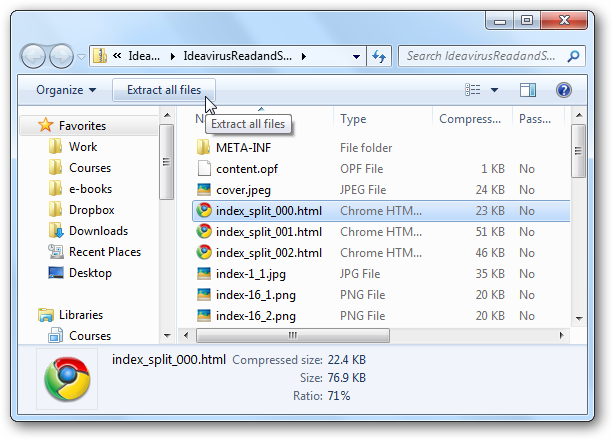 « Idea... ▸ IdeavirusReadandS... ▸ Search IdeavirusReadandS...
Organize Extract all files
Extract all files
Type Compress... Pass...
Favorites
Work
Courses
e-books
Dropbox
Downloads
Recent Places
Desktop
Libraries
Courses
META-INF File folder
content.opf OPF File 1 KB No
cover.jpeg JPEG File 24 KB No
index_split_000.html Chrome HTM... 23 KB No
index_split_001.html Chrome HTM... 51 KB No
index_split_002.html Chrome HTM... 46 KB No
index-1_1.jpg JPG File 35 KB No
index-16_1.png PNG File 20 KB No
index-16_2.png PNG File 20 KB No
index_split_000.html Compressed size: 22.4 KB
Size: 76.9 KB
Ratio: 71%